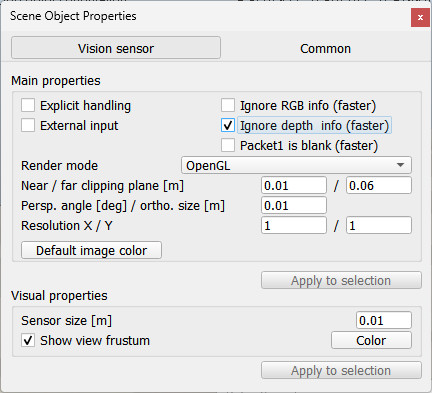 Scene Object Properties x
Vision sensor Common
Main properties
Explicit handling Ignore RGB info (faster)
External input Ignore depth info (faster)
Packet1 is blank (faster)
Render mode OpenGL
Near / far clipping plane [m] 0.01 / 0.06
Persp. angle [deg] / ortho. size [m] 0.01
Resolution X / Y 1 / 1
Default image color
Apply to selection
Visual properties
Sensor size [m] 0.01
Show view frustum Color
Apply to selection